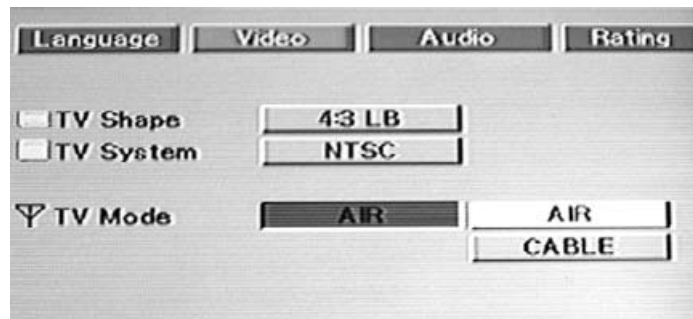 Language Video Audio Rating
TV Shape 4:3 LB
TV System NTSC
TV Mode AIR AIR
CABLE